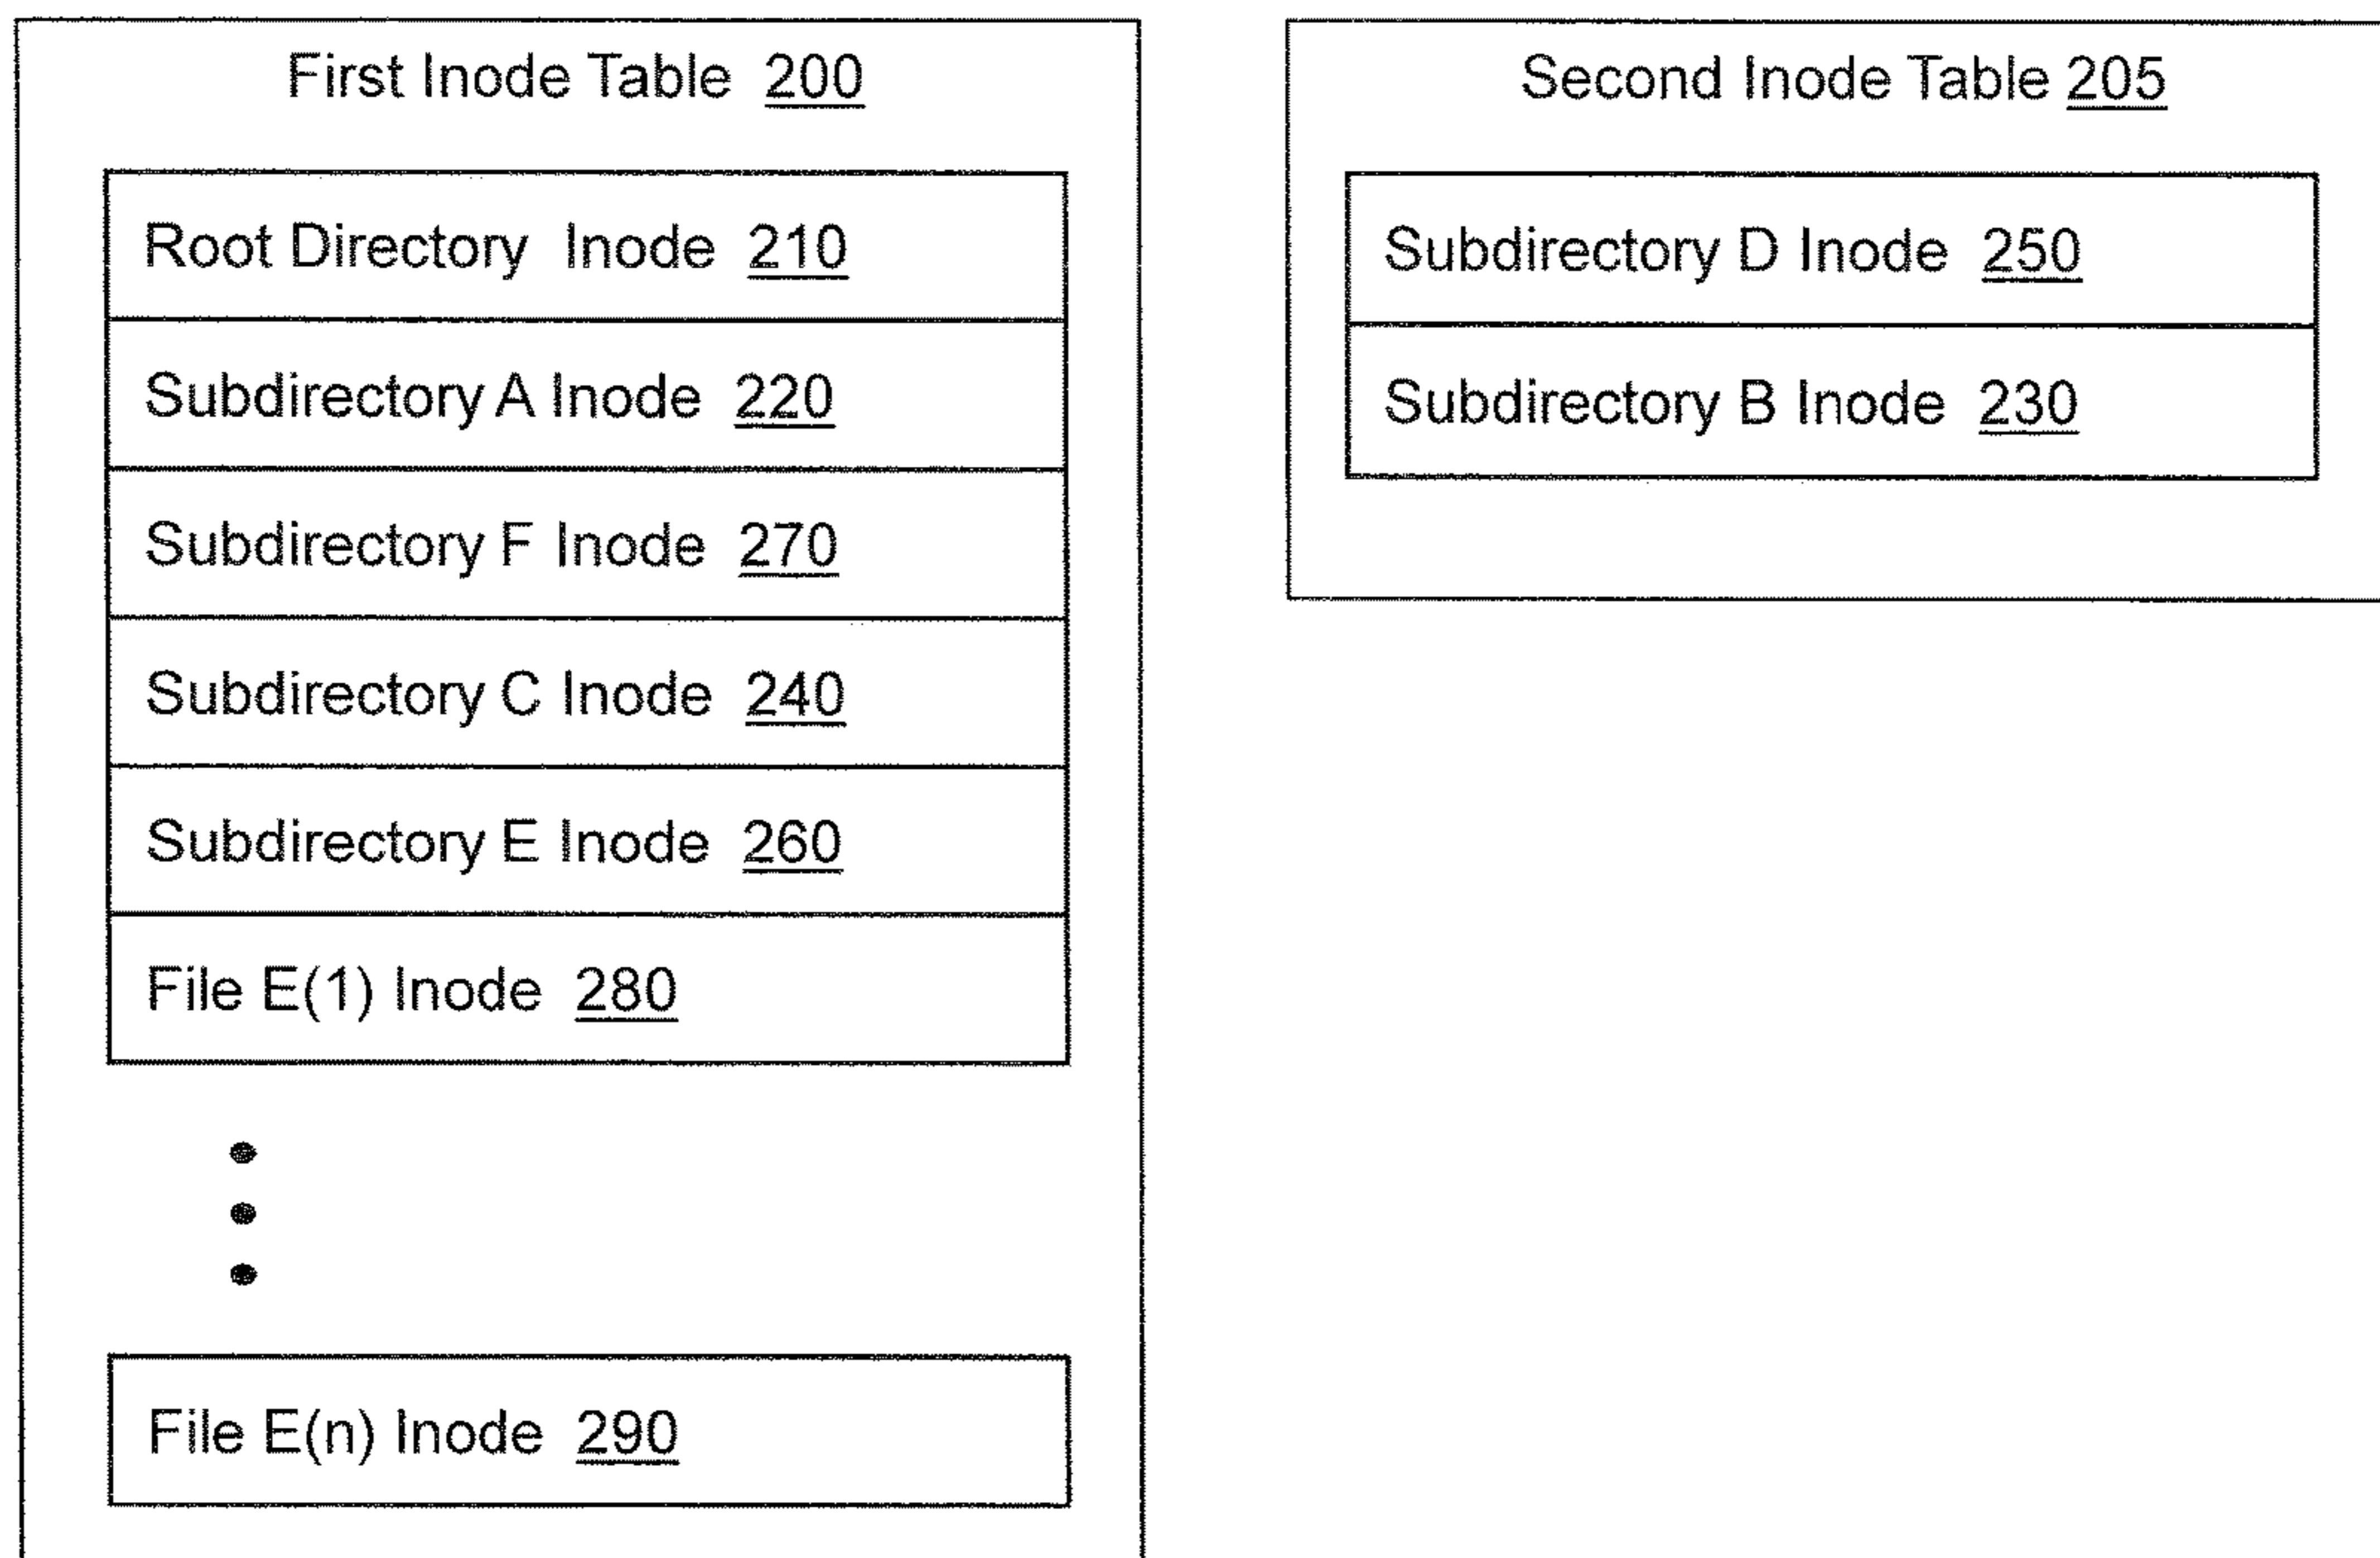 First Inode Table 200
Root Directory Inode 210
Subdirectory A Inode 220
Subdirectory F Inode 270
Subdirectory C Inode 240
Subdirectory E Inode 260
File E(1) Inode 280
File E(n) Inode 290
Second Inode Table 205
Subdirectory D Inode 250
Subdirectory B Inode 230